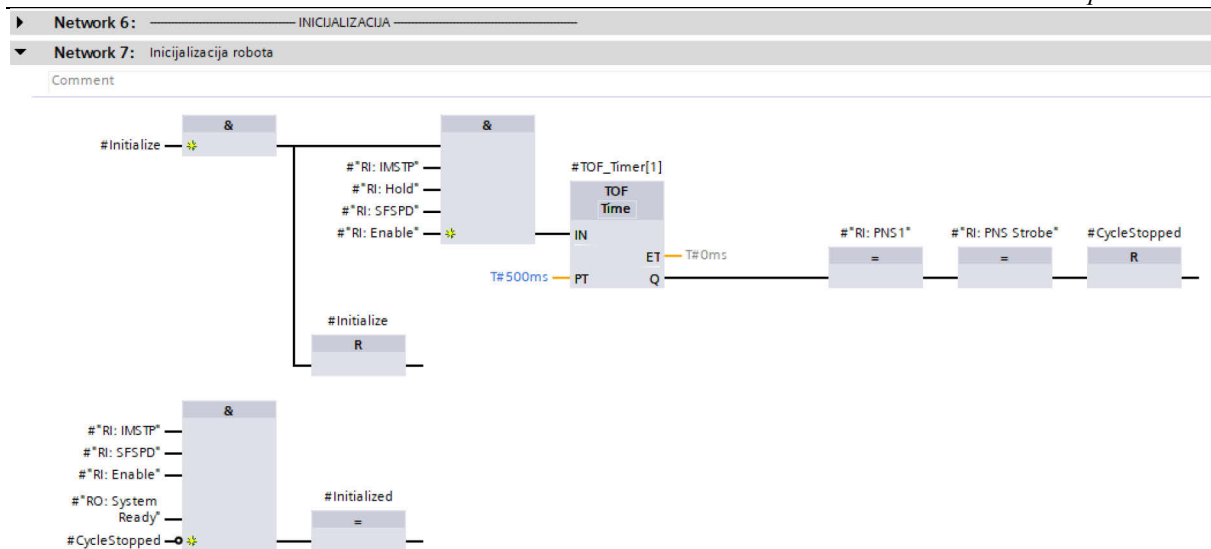 Network 6: INICIJALIZACIJA
Network 7: Inicijalizacija robota
Comment
&
#Initialize
&
#"RI: IMSTP"
#"RI: Hold"
#"RI: SFSPD"
#"RI: Enable"
#TOF_Timer[1]
TOF
Time
IN
ET T#0ms
T#500ms PT Q
#"RI: PNS1"
=
#"RI: PNS Strobe"
=
#CycleStopped
R
#Initialize
R
&
#"RI: IMSTP"
#"RI: SFSPD"
#"RI: Enable"
#"RO: System
Ready"
#CycleStopped
#Initialized
=